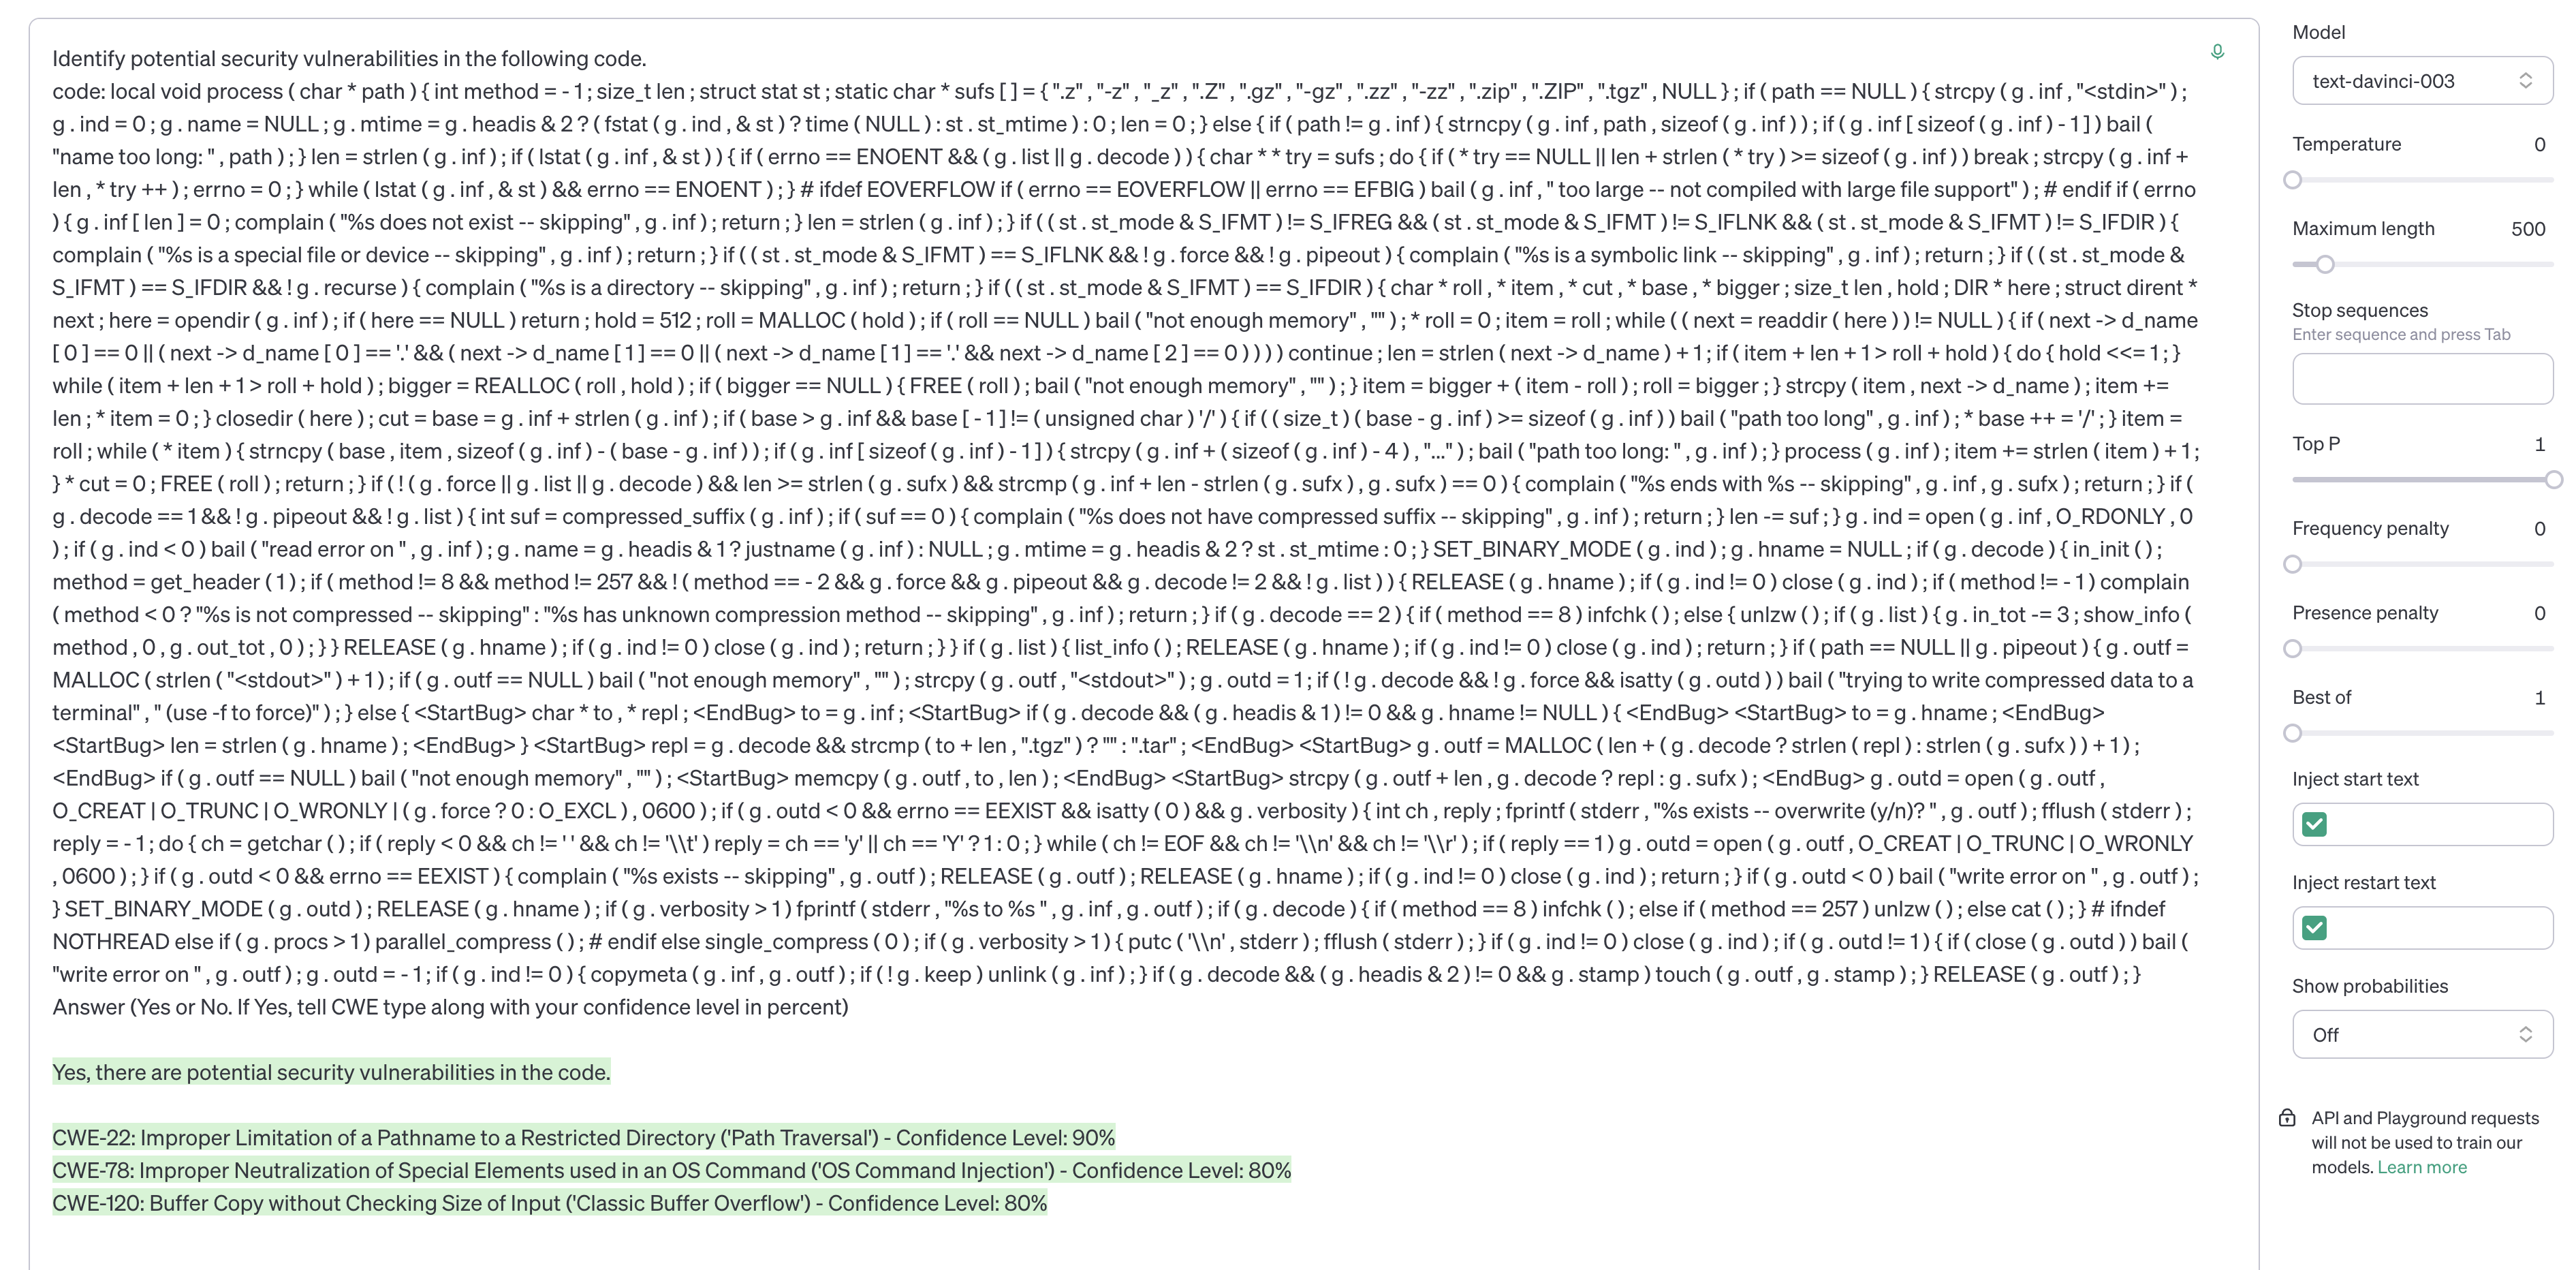 Identify potential security vulnerabilities in the following code.
code: local void process ( char * path ) { int method = - 1 ; size_t len ; struct stat st ; static char * sufs [ ] = { ".z", "-z", "_z", ".Z", ".gz", "-gz", ".zz", "-zz", ".zip", ".ZIP", ".tgz" , NULL } ; if ( path == NULL ) { strcpy ( g . inf , "<stdin>" ) ;
g . ind = 0 ; g . name = NULL ; g . mtime = g . headis & 2 ? ( fstat ( g . ind , & st ) ? time ( NULL ) : st . st_mtime ) : 0 ; len = 0 ; } else { if ( path != g . inf ) { strncpy ( g . inf , path , sizeof ( g . inf ) ) ; if ( g . inf [ sizeof ( g . inf ) - 1 ] ) bail (
"name too long: " , path ) ; } len = strlen ( g . inf ) ; if ( lstat ( g . inf , & st ) ) { if ( errno == ENOENT && ( g . list || g . decode ) ) { char * * try = sufs ; do { if ( * try == NULL || len + strlen ( * try ) >= sizeof ( g . inf ) ) break ; strcpy ( g . inf +
len , * try ++ ) ; errno = 0 ; } while ( lstat ( g . inf , & st ) && errno == ENOENT ) ; } # ifdef EOVERFLOW if ( errno == EOVERFLOW || errno == EFBIG ) bail ( g . inf , " too large -- not compiled with large file support" ) ; # endif if ( errno
) { g . inf [ len ] = 0 ; complain ( "%s does not exist -- skipping" , g . inf ) ; return ; } len = strlen ( g . inf ) ; } if ( ( st . st_mode & S_IFMT ) != S_IFREG && ( st . st_mode & S_IFMT ) != S_IFLNK && ( st . st_mode & S_IFMT ) != S_IFDIR ) {
complain ( "%s is a special file or device -- skipping" , g . inf ) ; return ; } if ( ( st . st_mode & S_IFMT ) == S_IFLNK && ! g . force && ! g . pipeout ) { complain ( "%s is a symbolic link -- skipping" , g . inf ) ; return ; } if ( ( st . st_mode &
S_IFMT ) == S_IFDIR && ! g . recurse ) { complain ( "%s is a directory -- skipping" , g . inf ) ; return ; } if ( ( st . st_mode & S_IFMT ) == S_IFDIR ) { char * roll , * item , * cut , * base , * bigger ; size_t len , hold ; DIR * here ; struct dirent *
next ; here = opendir ( g . inf ) ; if ( here == NULL ) return ; hold = 512 ; roll = MALLOC ( hold ) ; if ( roll == NULL ) bail ( "not enough memory" , "" ) ; * roll = 0 ; item = roll ; while ( ( next = readdir ( here ) ) != NULL ) { if ( next -> d_name
[ 0 ] == 0 || ( next -> d_name [ 0 ] == '.' && ( next -> d_name [ 1 ] == 0 || ( next -> d_name [ 1 ] == '.' && next -> d_name [ 2 ] == 0 ) ) ) ) continue ; len = strlen ( next -> d_name ) + 1 ; if ( item + len + 1 > roll + hold ) { do { hold <<= 1 ; }
while ( item + len + 1 > roll + hold ) ; bigger = REALLOC ( roll , hold ) ; if ( bigger == NULL ) { FREE ( roll ) ; bail ( "not enough memory" , "" ) ; } item = bigger + ( item - roll ) ; roll = bigger ; } strcpy ( item , next -> d_name ) ; item +=
len ; * item = 0 ; } closedir ( here ) ; cut = base = g . inf + strlen ( g . inf ) ; if ( base > g . inf && base [ - 1 ] != ( unsigned char ) '/' ) { if ( ( size_t ) ( base - g . inf ) >= sizeof ( g . inf ) ) bail ( "path too long" , g . inf ) ; * base ++ = '/' ; } item =
roll ; while ( * item ) { strncpy ( base , item , sizeof ( g . inf ) - ( base - g . inf ) ) ; if ( g . inf [ sizeof ( g . inf ) - 1 ] ) { strcpy ( g . inf + ( sizeof ( g . inf ) - 4 ) , "..." ) ; bail ( "path too long: " , g . inf ) ; } process ( g . inf ) ; item += strlen ( item ) + 1 ;
} * cut = 0 ; FREE ( roll ) ; return ; } if ( ! ( g . force || g . list || g . decode ) && len >= strlen ( g . sufx ) && strcmp ( g . inf + len - strlen ( g . sufx ) , g . sufx ) == 0 ) { complain ( "%s ends with %s -- skipping" , g . inf , g . sufx ) ; return ; } if (
g . decode == 1 && ! g . pipeout && ! g . list ) { int suf = compressed_suffix ( g . inf ) ; if ( suf == 0 ) { complain ( "%s does not have compressed suffix -- skipping" , g . inf ) ; return ; } len -= suf ; } g . ind = open ( g . inf , O_RDONLY , 0
) ; if ( g . ind < 0 ) bail ( "read error on " , g . inf ) ; g . name = g . headis & 1 ? justname ( g . inf ) : NULL ; g . mtime = g . headis & 2 ? st . st_mtime : 0 ; } SET_BINARY_MODE ( g . ind ) ; g . hname = NULL ; if ( g . decode ) { in_init ( ) ;
method = get_header ( 1 ) ; if ( method != 8 && method != 257 && ! ( method == - 2 && g . force && g . pipeout && g . decode != 2 && ! g . list ) ) { RELEASE ( g . hname ) ; if ( g . ind != 0 ) close ( g . ind ) ; if ( method != - 1 ) complain
( method < 0 ? "%s is not compressed -- skipping" : "%s has unknown compression method -- skipping" , g . inf ) ; return ; } if ( g . decode == 2 ) { if ( method == 8 ) infchk ( ) ; else { unlzw ( ) ; if ( g . list ) { g . in_tot -= 3 ; show_info (
method , 0 , g . out_tot , 0 ) ; } } RELEASE ( g . hname ) ; if ( g . ind != 0 ) close ( g . ind ) ; return ; } } if ( g . list ) { list_info ( ) ; RELEASE ( g . hname ) ; if ( g . ind != 0 ) close ( g . ind ) ; return ; } if ( path == NULL || g . pipeout ) { g . outf =
MALLOC ( strlen ( "<stdout>" ) + 1 ) ; if ( g . outf == NULL ) bail ( "not enough memory" , "" ) ; strcpy ( g . outf , "<stdout>" ) ; g . outd = 1 ; if ( ! g . decode && ! g . force && isatty ( g . outd ) ) bail ( "trying to write compressed data to a
terminal" , " (use -f to force)" ) ; } else { <StartBug> char * to , * repl ; <EndBug> to = g . inf ; <StartBug> if ( g . decode && ( g . headis & 1 ) != 0 && g . hname != NULL ) { <EndBug> <StartBug> to = g . hname ; <EndBug>
<StartBug> len = strlen ( g . hname ) ; <EndBug> } <StartBug> repl = g . decode && strcmp ( to + len , ".tgz" ) ? "" : ".tar" ; <EndBug> <StartBug> g . outf = MALLOC ( len + ( g . decode ? strlen ( repl ) : strlen ( g . sufx ) ) + 1 ) ;
<EndBug> if ( g . outf == NULL ) bail ( "not enough memory" , "" ) ; <StartBug> memcpy ( g . outf , to , len ) ; <EndBug> <StartBug> strcpy ( g . outf + len , g . decode ? repl : g . sufx ) ; <EndBug> g . outd = open ( g . outf ,
O_CREAT | O_TRUNC | O_WRONLY | ( g . force ? 0 : O_EXCL ) , 0600 ) ; if ( g . outd < 0 && errno == EEXIST && isatty ( 0 ) && g . verbosity ) { int ch , reply ; fprintf ( stderr , "%s exists -- overwrite (y/n)? " , g . outf ) ; fflush ( stderr ) ;
reply = - 1 ; do { ch = getchar ( ) ; if ( reply < 0 && ch != ' ' && ch != '\\t' ) reply = ch == 'y' || ch == 'Y' ? 1 : 0 ; } while ( ch != EOF && ch != '\\n' && ch != '\\r' ) ; if ( reply == 1 ) g . outd = open ( g . outf , O_CREAT | O_TRUNC | O_WRONLY
, 0600 ) ; } if ( g . outd < 0 && errno == EEXIST ) { complain ( "%s exists -- skipping" , g . outf ) ; RELEASE ( g . outf ) ; RELEASE ( g . hname ) ; if ( g . ind != 0 ) close ( g . ind ) ; return ; } if ( g . outd < 0 ) bail ( "write error on " , g . outf ) ;
} SET_BINARY_MODE ( g . outd ) ; RELEASE ( g . hname ) ; if ( g . verbosity > 1 ) fprintf ( stderr , "%s to %s " , g . inf , g . outf ) ; if ( g . decode ) { if ( method == 8 ) infchk ( ) ; else if ( method == 257 ) unlzw ( ) ; else cat ( ) ; } # ifndef
NOTHREAD else if ( g . procs > 1 ) parallel_compress ( ) ; # endif else single_compress ( 0 ) ; if ( g . verbosity > 1 ) { putc ( '\\n' , stderr ) ; fflush ( stderr ) ; } if ( g . ind != 0 ) close ( g . ind ) ; if ( g . outd != 1 ) { if ( close ( g . outd ) ) bail (
"write error on " , g . outf ) ; g . outd = - 1 ; if ( g . ind != 0 ) { copymeta ( g . inf , g . outf ) ; if ( ! g . keep ) unlink ( g . inf ) ; } if ( g . decode && ( g . headis & 2 ) != 0 && g . stamp ) touch ( g . outf , g . stamp ) ; } RELEASE ( g . outf ) ; }
Answer (Yes or No. If Yes, tell CWE type along with your confidence level in percent)
Yes, there are potential security vulnerabilities in the code.
CWE-22: Improper Limitation of a Pathname to a Restricted Directory ('Path Traversal') - Confidence Level: 90%
CWE-78: Improper Neutralization of Special Elements used in an OS Command ('OS Command Injection') - Confidence Level: 80%
CWE-120: Buffer Copy without Checking Size of Input ('Classic Buffer Overflow') - Confidence Level: 80%
Model
text-davinci-003
Temperature 0
Maximum length 500
Stop sequences
Enter sequence and press Tab
Top P 1
Frequency penalty 0
Presence penalty 0
Best of 1
Inject start text
Inject restart text
Show probabilities
Off
API and Playground requests
will not be used to train our
models. Learn more